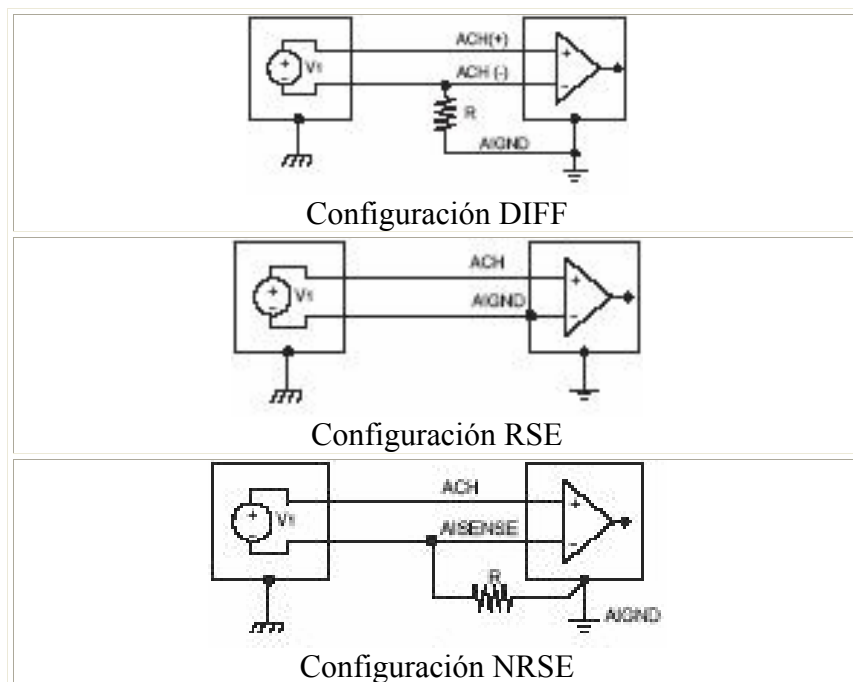 ACH(+)
V1
ACH (-)
R
AIGND
Configuración DIFF
ACH
V1
AIGND
Configuración RSE
ACH
V1
AISENSE
R
AIGND
Configuración NRSE